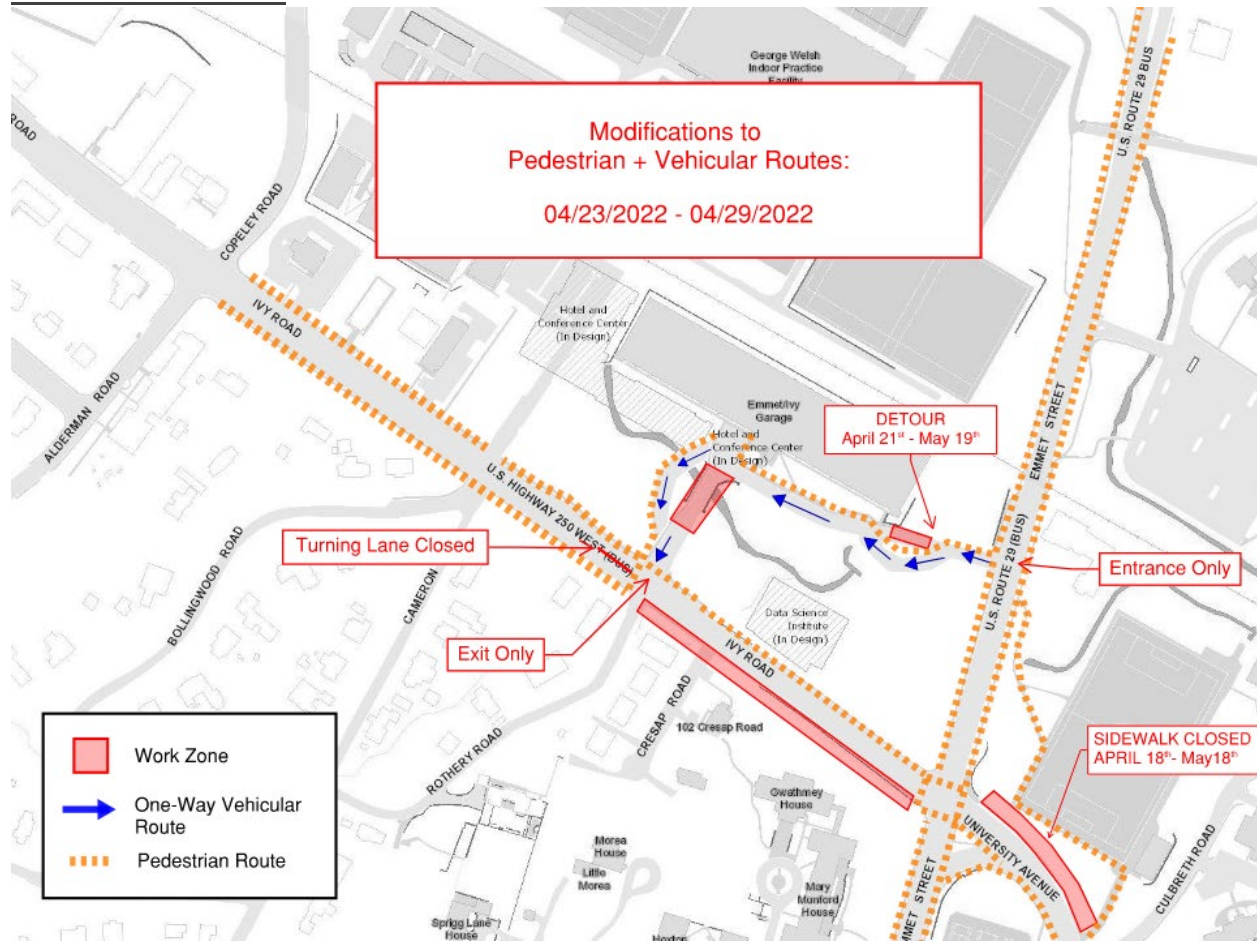 George Welsh
Indoor Practice
Facility
Modifications to
Pedestrian + Vehicular Routes:
04/23/2022 - 04/29/2022
U.S. ROUTE 29 BUS
U.S. ROUTE 29 BUS
ROAD
COPELEY ROAD
IVY ROAD
ALDERMAN ROAD
Hotel and
Conference Center
(In Design)
Emmet/Ivy
Garage
Hotel and
Conference Center
(In Design)
DETOUR
April 21st - May 19th
EMMET STREET
U.S. ROUTE 29 (BUS)
Entrance Only
U.S. HIGHWAY 250 WEST (BUS)
Turning Lane Closed
BOLLINGWOOD ROAD
CAMERON
Exit Only
Data Science
Institute
(In Design)
IVY ROAD
CRESAP ROAD
102 Cresap Road
ROTHERY ROAD
SIDEWALK CLOSED
APRIL 18th- May18th
Gwathmey
House
UNIVERSITY AVENUE
CULBRETH ROAD
Morea
House
Little
Morea
Mary
Munford
House
EMMET STREET
Sprigg Lane
House
Hoxton
Work Zone
One-Way Vehicular
Route
Pedestrian Route